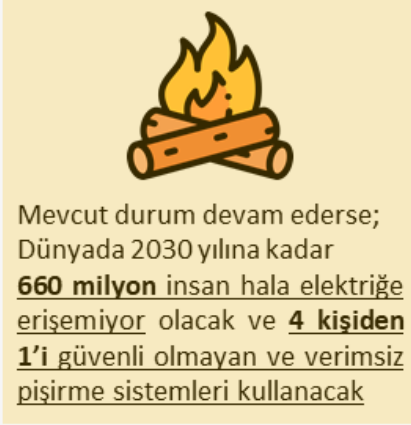 Mevcut durum devam ederse;
Dünyada 2030 yılına kadar
660 milyon insan hala elektriğe
erişemiyor olacak ve 4 kişiden
1'i güvenli olmayan ve verimsiz
pişirme sistemleri kullanacak